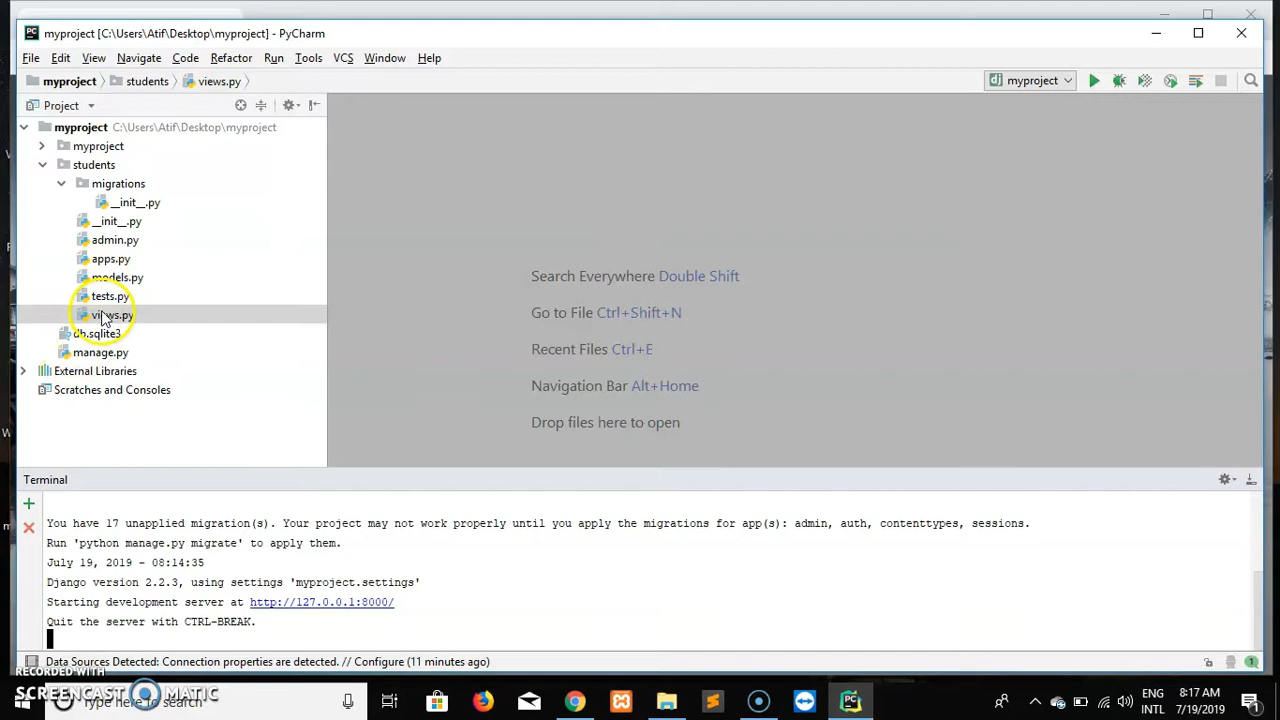 myproject [C:\Users\Atif\Desktop\myproject] - PyCharm
File Edit View Navigate Code Refactor Run Tools VCS Window Help
myproject students views.py
myproject
Project
myproject C:\Users\Atif\Desktop\myproject
myproject
students
migrations
__init__.py
__init__.py
admin.py
apps.py
models.py
tests.py
views.py
db.sqlite3
manage.py
External Libraries
Scratches and Consoles
Search Everywhere Double Shift
Go to File Ctrl+Shift+N
Recent Files Ctrl+E
Navigation Bar Alt+Home
Drop files here to open
Terminal
You have 17 unapplied migration(s). Your project may not work properly until you apply the migrations for app(s): admin, auth, contenttypes, sessions.
Run 'python manage.py migrate' to apply them.
July 19, 2019 - 08:14:35
Django version 2.2.3, using settings 'myproject.settings'
Starting development server at http://127.0.0.1:8000/
Quit the server with CTRL-BREAK.
Data Sources Detected: Connection properties are detected. // Configure (11 minutes ago)
1
RECORDED WITH
SCREENCAST MATIC
Type here to search
ENG
INTL
8:17 AM
7/19/2019
1